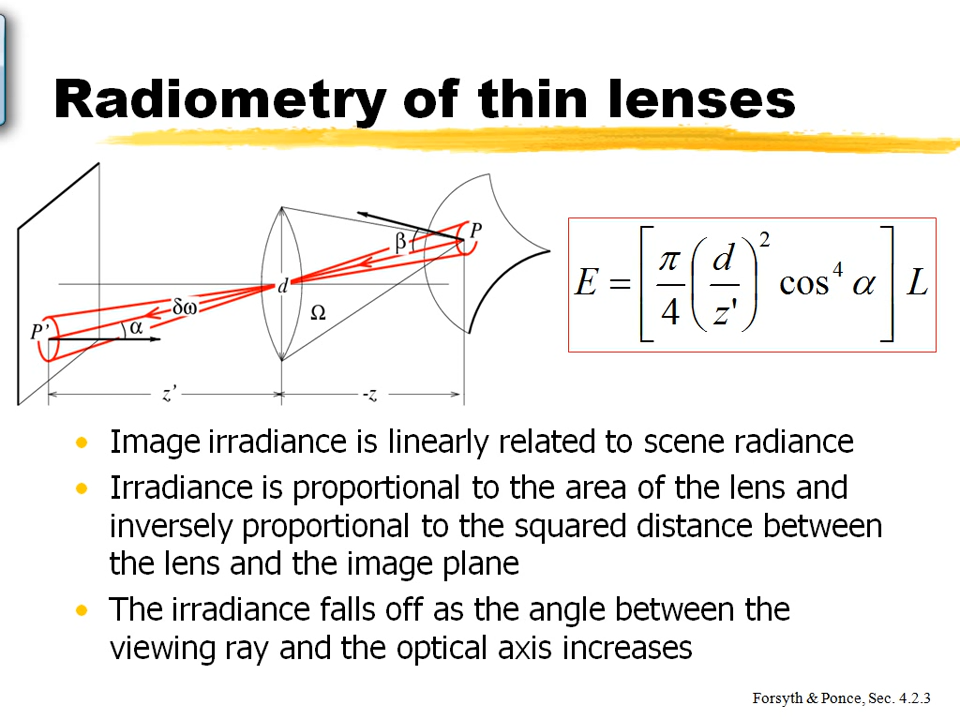 Radiometry of thin lenses
P
β
d
δω
Ω
P'
α
z'
-z
E = [ π/4 ( d/z' )² cos⁴ α ] L
• Image irradiance is linearly related to scene radiance
• Irradiance is proportional to the area of the lens and
inversely proportional to the squared distance between
the lens and the image plane
• The irradiance falls off as the angle between the
viewing ray and the optical axis increases
Forsyth & Ponce, Sec. 4.2.3